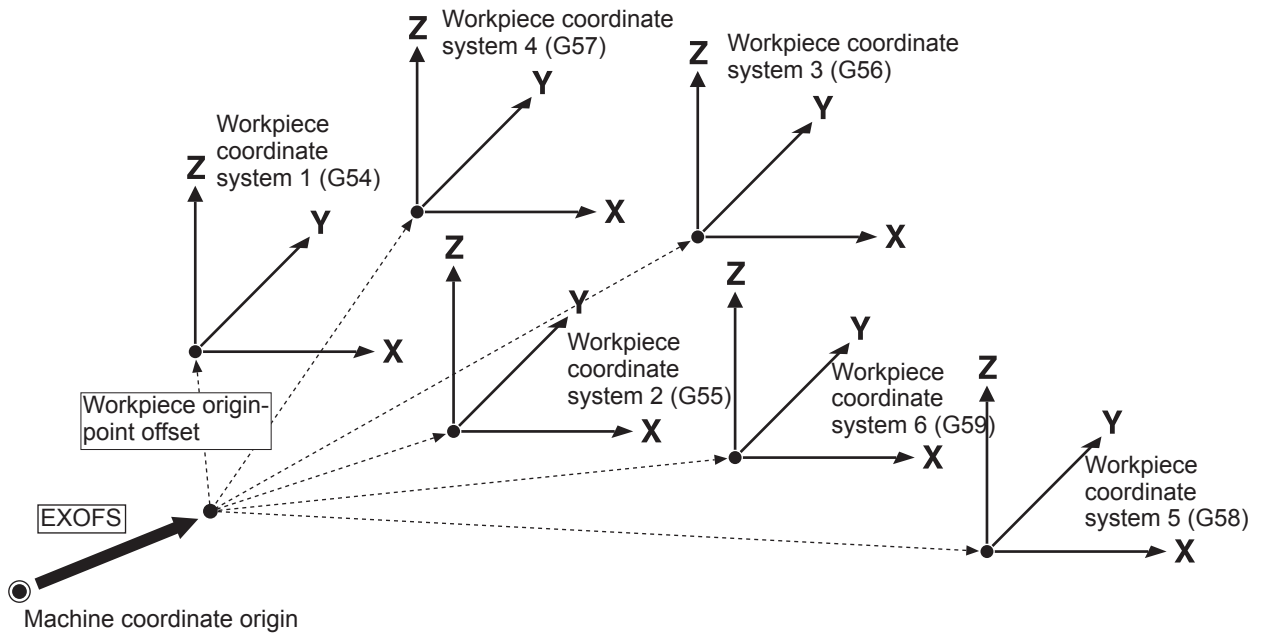 Z
Workpiece coordinate
system 4 (G57)
Y
X
Z
Workpiece coordinate
system 3 (G56)
Y
X
Workpiece
coordinate
system 1 (G54)
Z
Y
X
Z
Y
Workpiece
coordinate
system 2 (G55)
X
Z
Y
Workpiece
coordinate
system 6 (G59)
X
Z
Y
Workpiece
coordinate
system 5 (G58)
X
Workpiece origin-
point offset
EXOFS
Machine coordinate origin